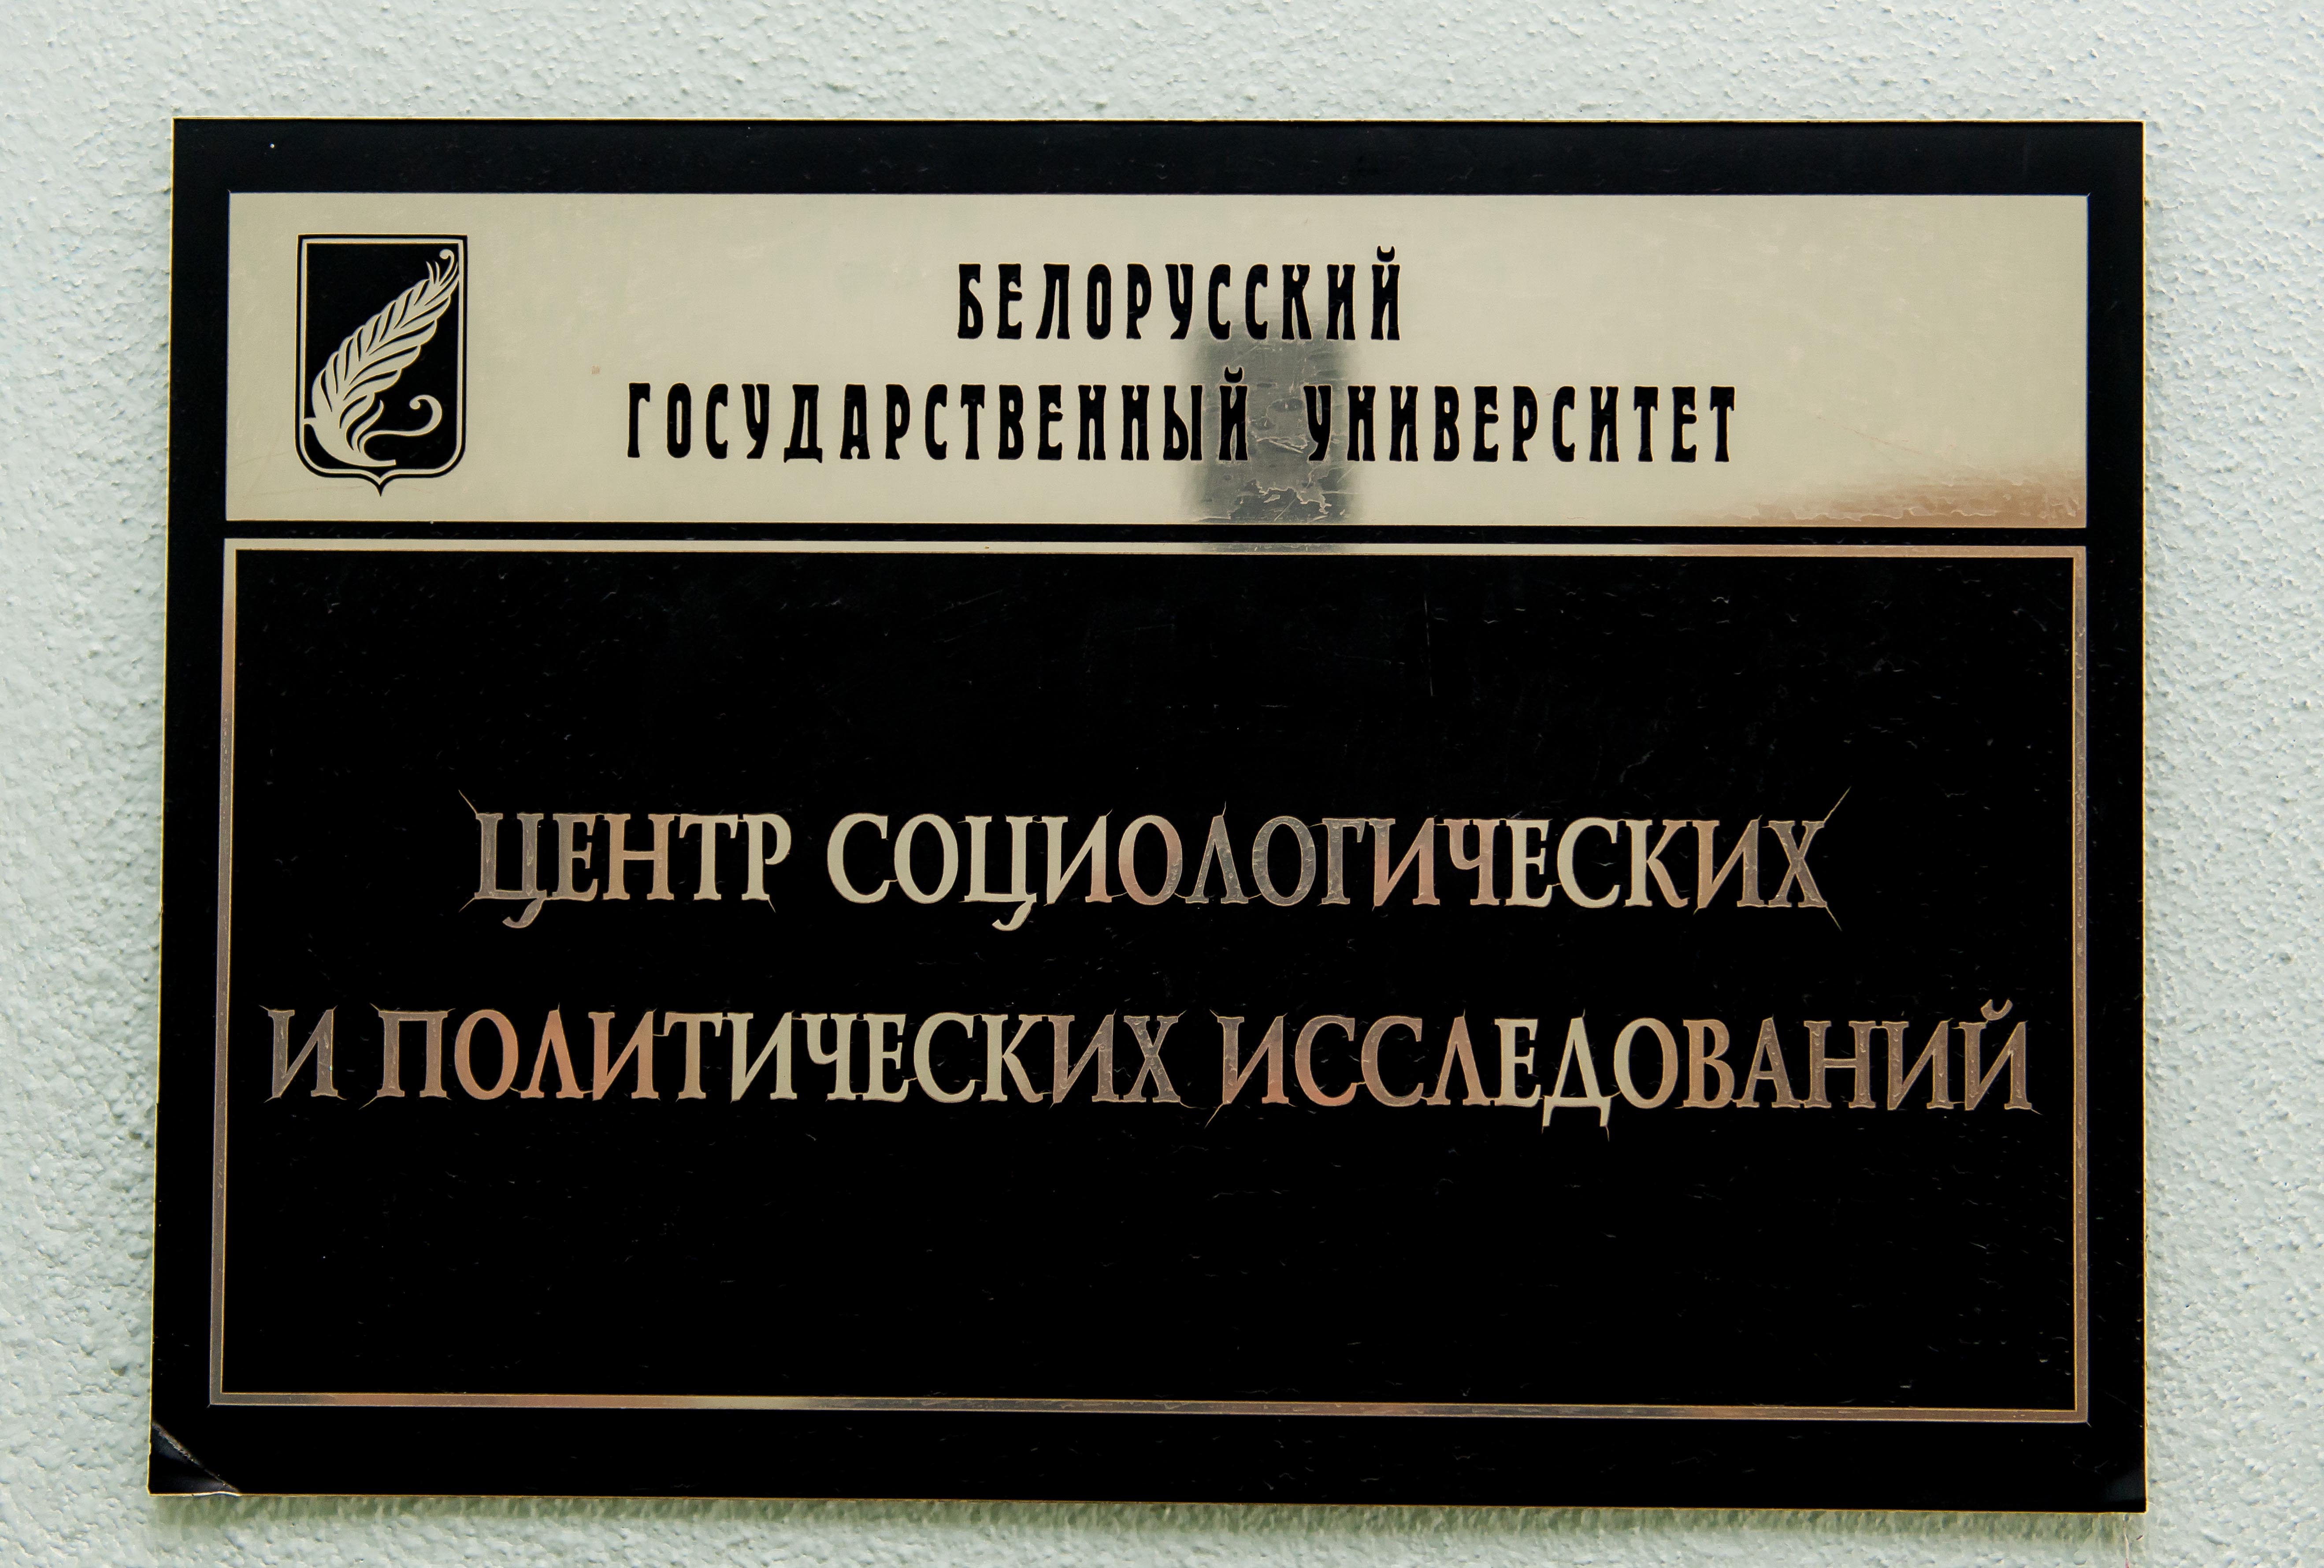 БЕЛОРУССКИЙ
ГОСУДАРСТВЕННЫЙ УНИВЕРСИТЕТ
ЦЕНТР СОЦИОЛОГИЧЕСКИХ
И ПОЛИТИЧЕСКИХ ИССЛЕДОВАНИЙ